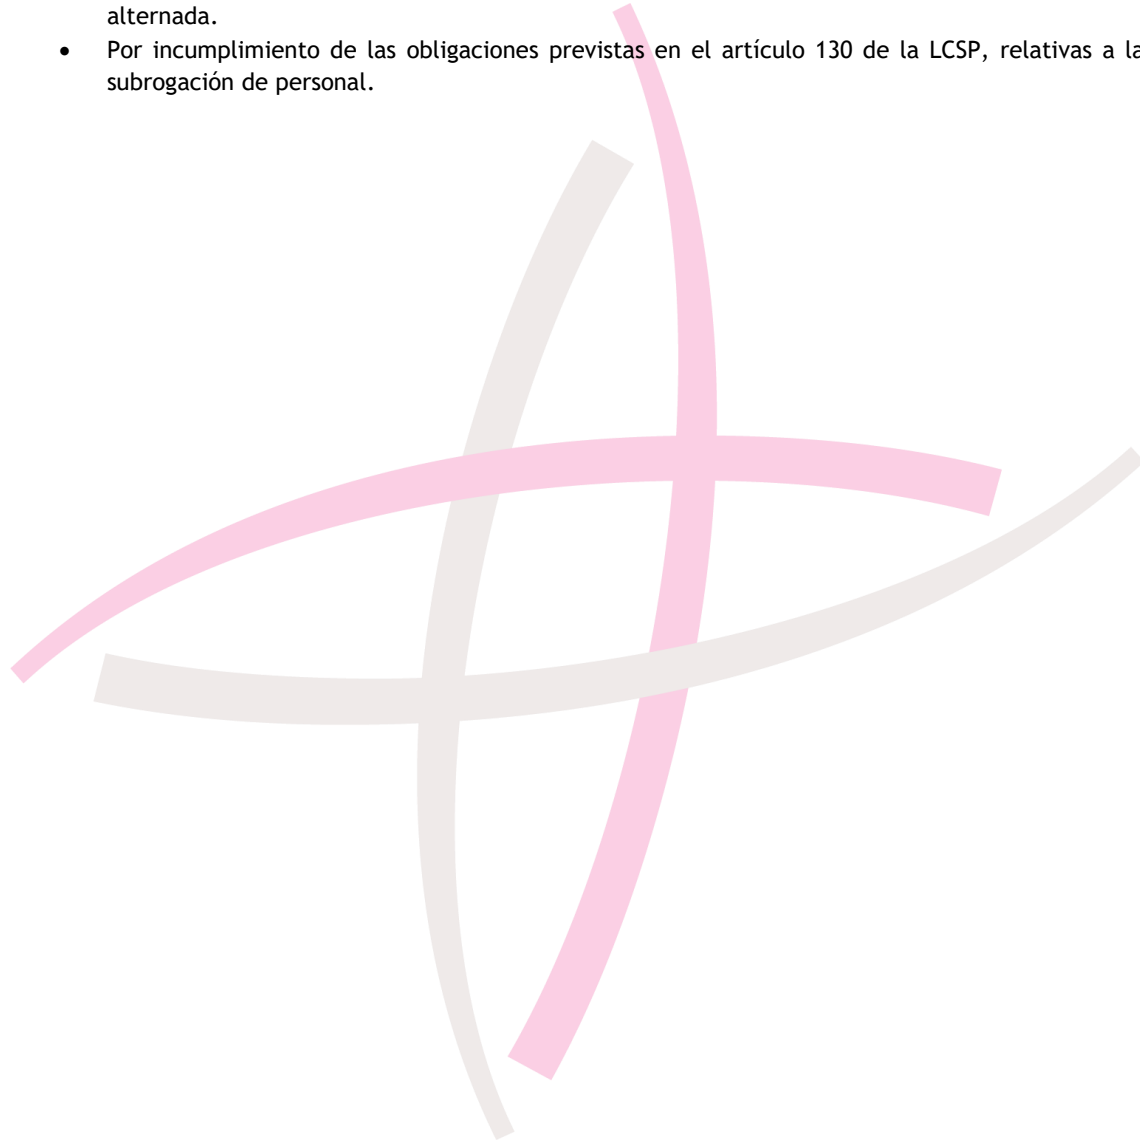 alternada.
• Por incumplimiento de las obligaciones previstas en el artículo 130 de la LCSP, relativas a la
subrogación de personal.